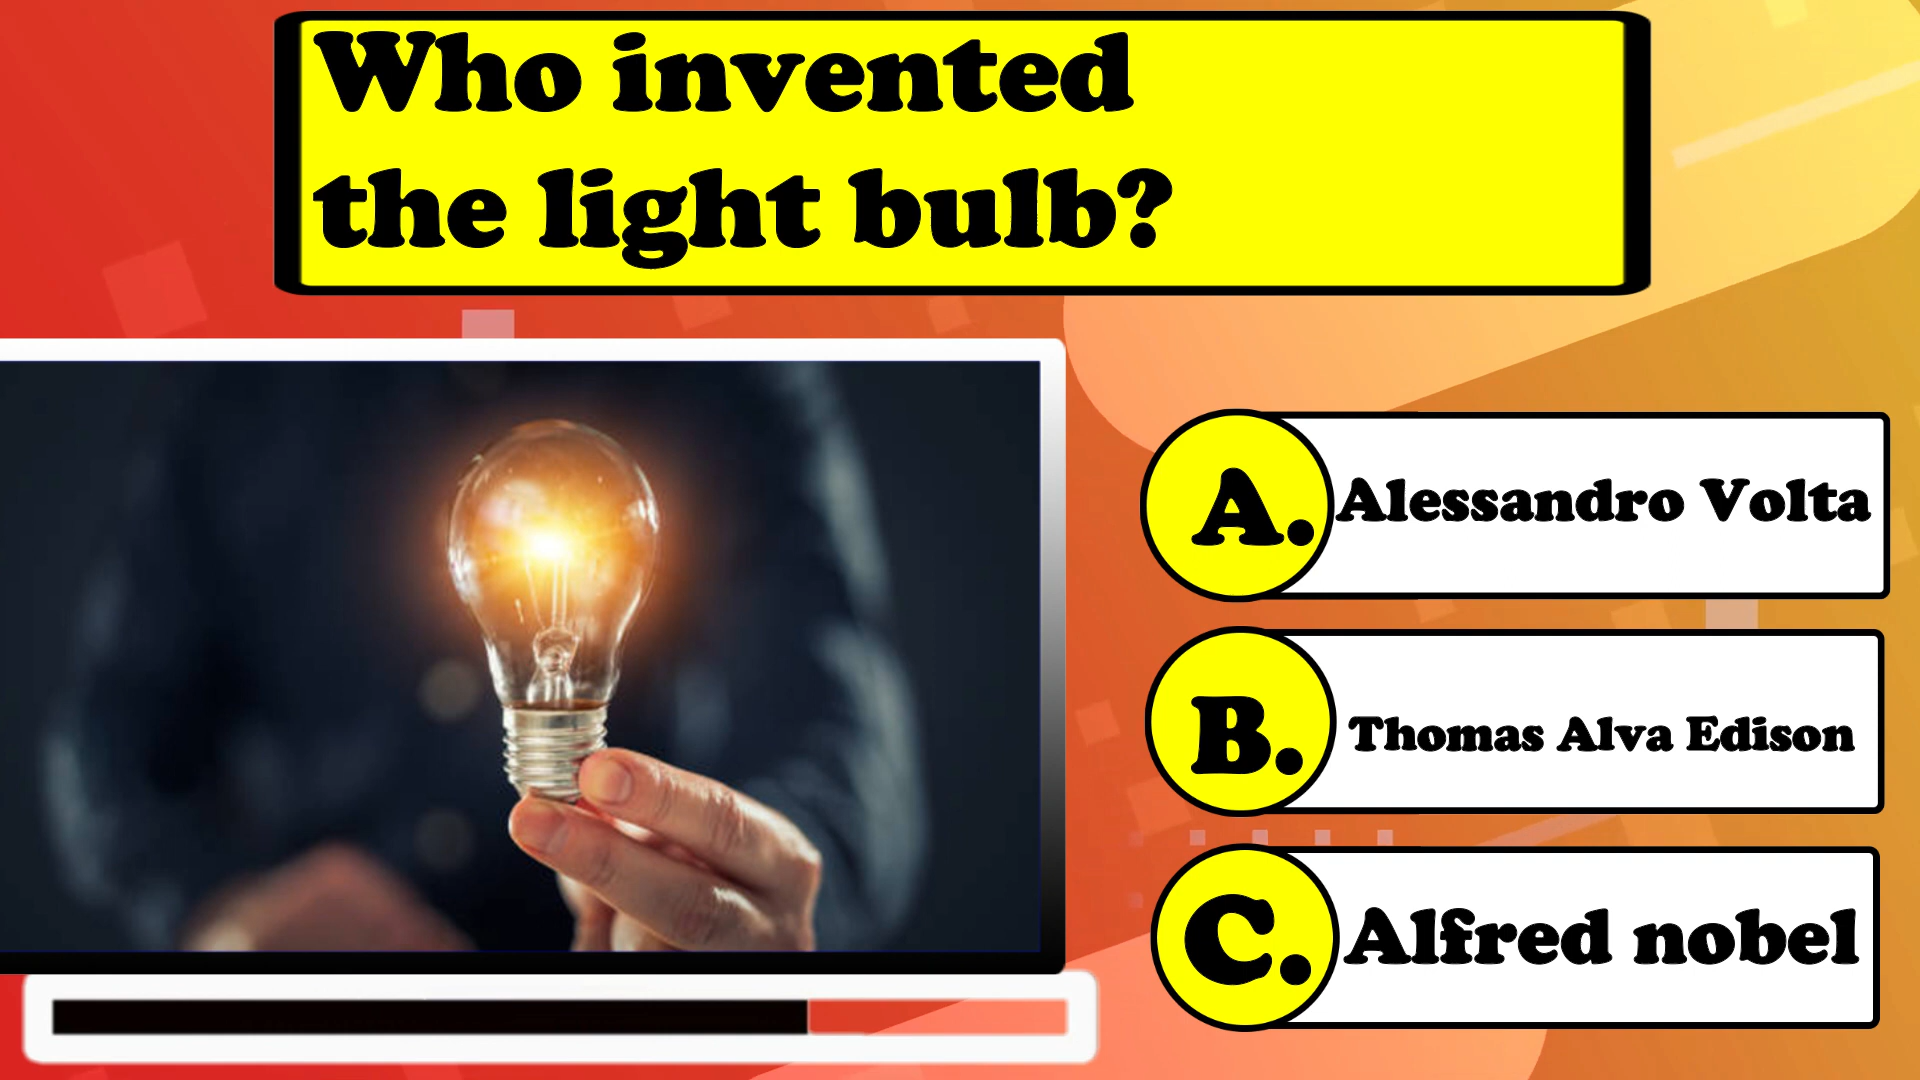 Who invented
the light bulb?
A. Alessandro Volta
B. Thomas Alva Edison
C. Alfred nobel